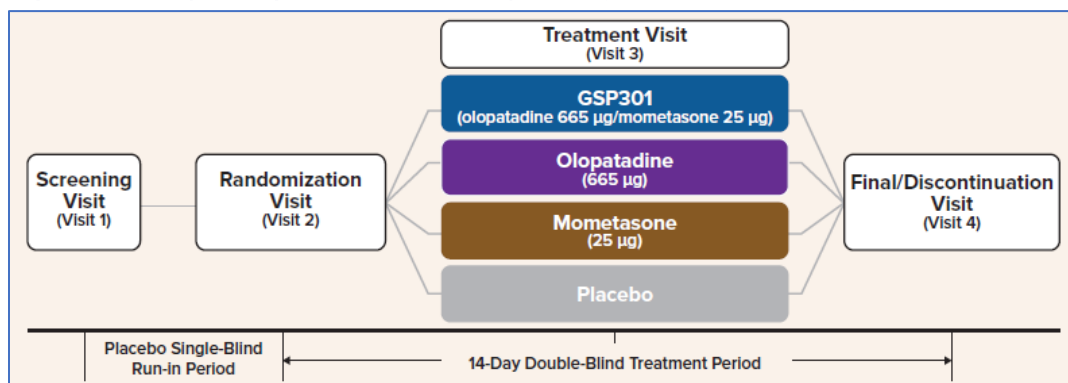 Treatment Visit
(Visit 3)
GSP301
(olopatadine 665 µg/mometasone 25 µg)
Screening
Visit
(Visit 1)
Randomization
Visit
(Visit 2)
Olopatadine
(665 µg)
Mometasone
(25 µg)
Final/Discontinuation
Visit
(Visit 4)
Placebo
Placebo Single-Blind
Run-in Period
14-Day Double-Blind Treatment Period